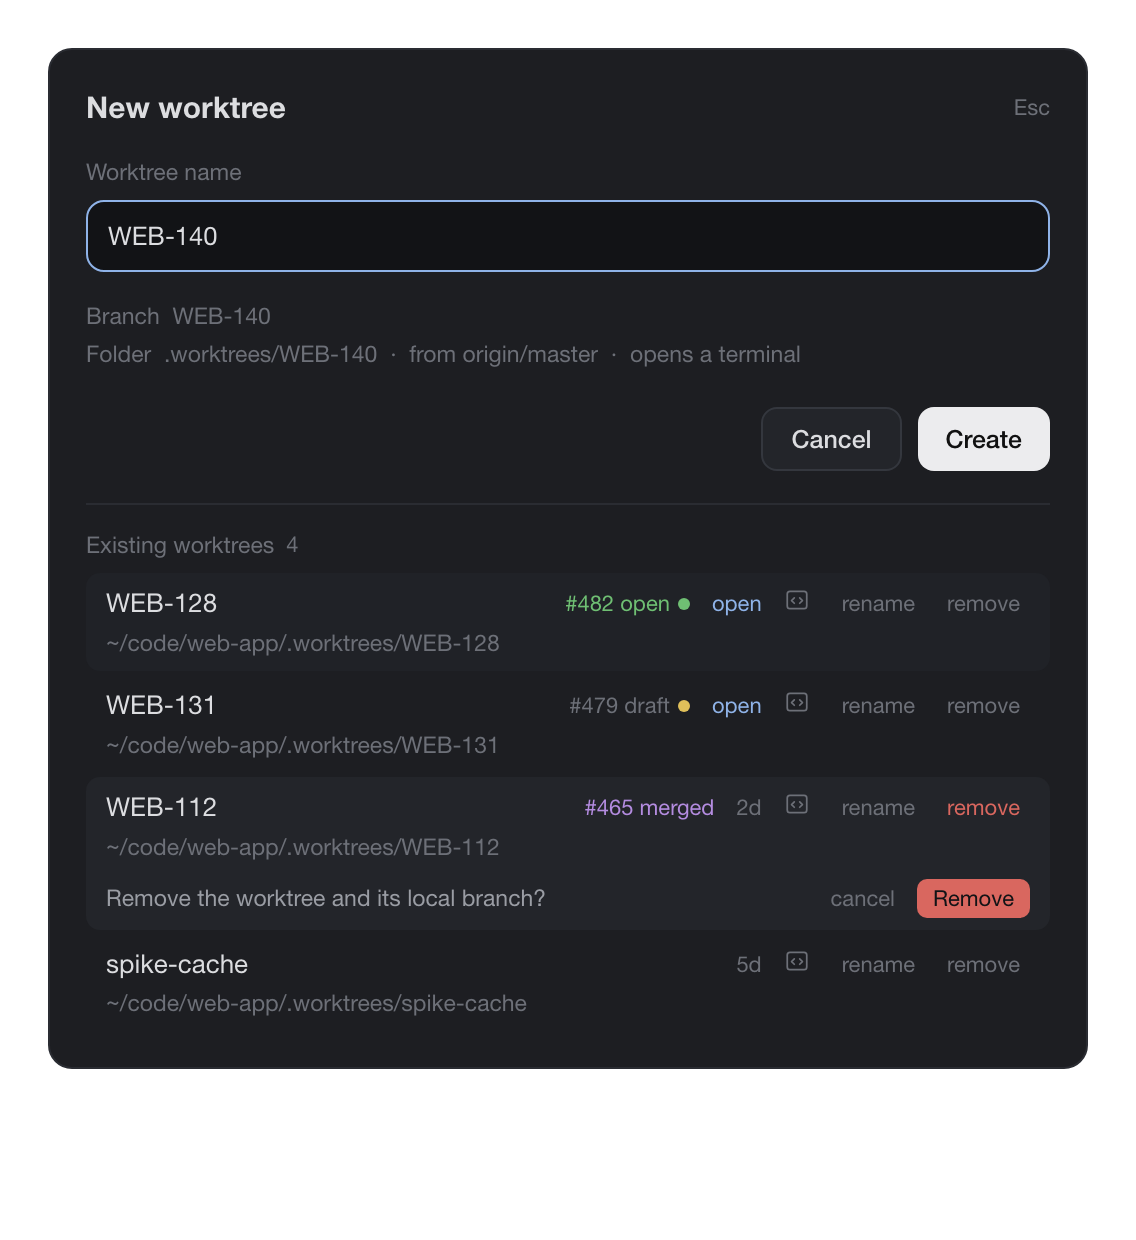 New worktree Esc
Worktree name
WEB-140
Branch WEB-140
Folder .worktrees/WEB-140 · from origin/master · opens a terminal
Cancel Create
Existing worktrees 4
WEB-128 #482 open open rename remove
~/code/web-app/.worktrees/WEB-128
WEB-131 #479 draft open rename remove
~/code/web-app/.worktrees/WEB-131
WEB-112 #465 merged 2d rename remove
~/code/web-app/.worktrees/WEB-112
Remove the worktree and its local branch? cancel Remove
spike-cache 5d rename remove
~/code/web-app/.worktrees/spike-cache